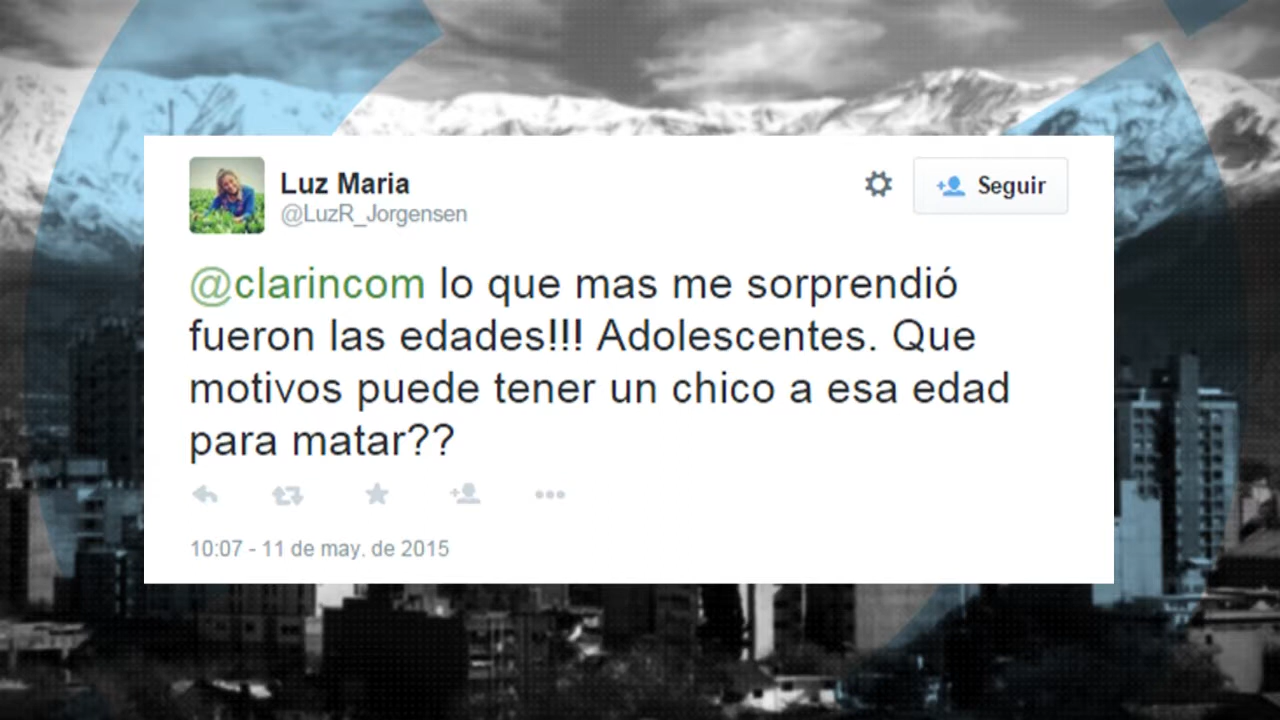 Luz Maria
@LuzR_Jorgensen
Seguir
@clarincom lo que mas me sorprendió
fueron las edades!!! Adolescentes. Que
motivos puede tener un chico a esa edad
para matar??
10:07 - 11 de may. de 2015